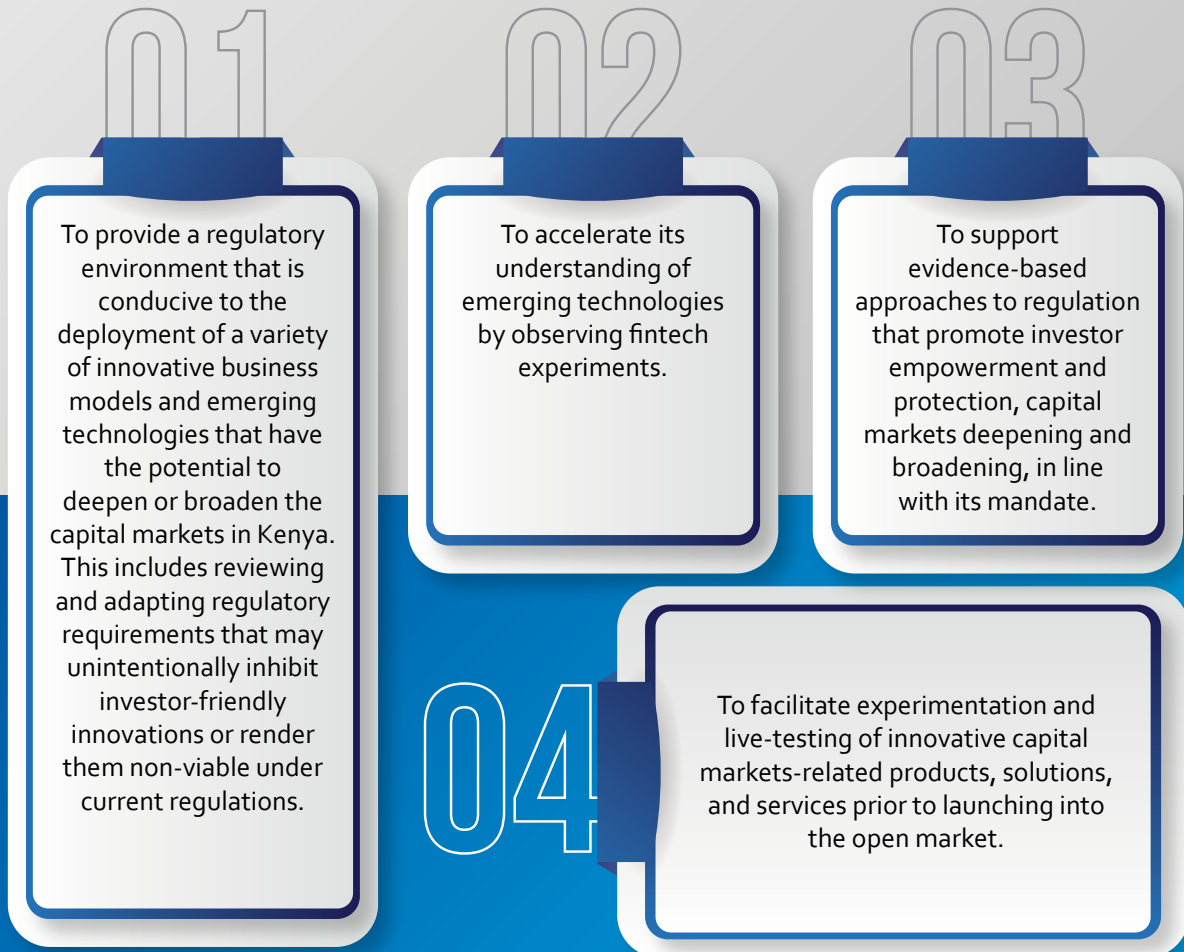 01
To provide a regulatory
environment that is
conducive to the
deployment of a variety
of innovative business
models and emerging
technologies that have
the potential to
deepen or broaden the
capital markets in Kenya.
This includes reviewing
and adapting regulatory
requirements that may
unintentionally inhibit
investor-friendly
innovations or render
them non-viable under
current regulations.
02
To accelerate its
understanding of
emerging technologies
by observing fintech
experiments.
03
To support
evidence-based
approaches to regulation
that promote investor
empowerment and
protection, capital
markets deepening and
broadening, in line
with its mandate.
04
To facilitate experimentation and
live-testing of innovative capital
markets-related products, solutions,
and services prior to launching into
the open market.